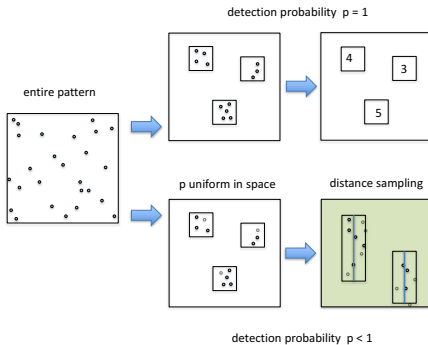 detection probability p = 1
entire pattern
4
3
5
p uniform in space
distance sampling
detection probability p < 1